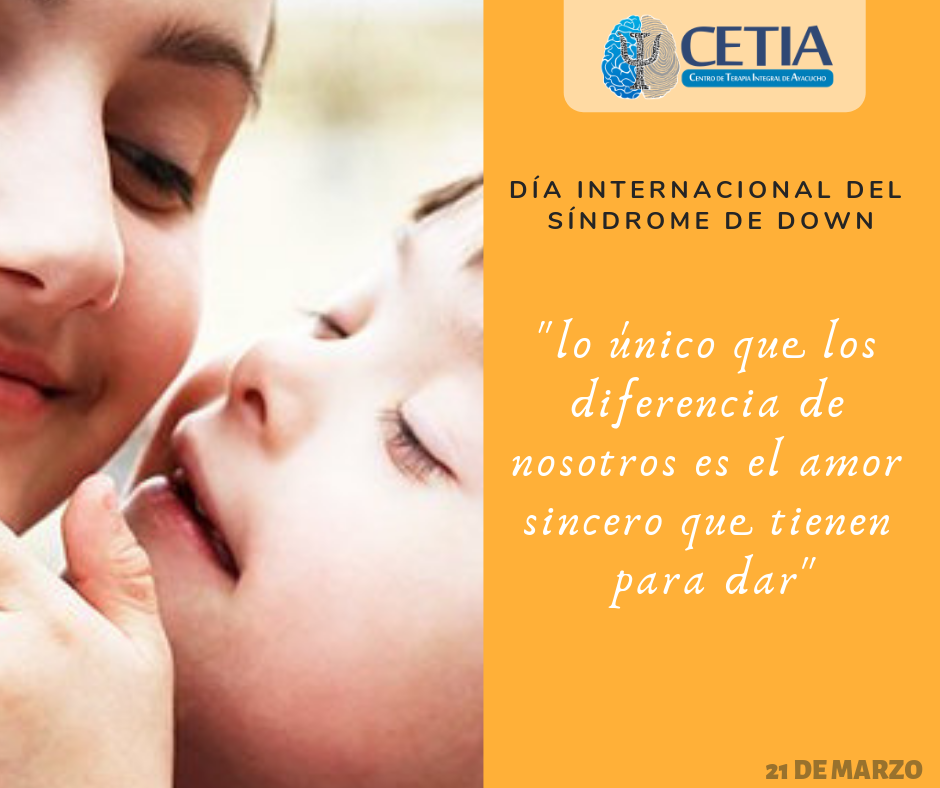 CETIA
CENTRO DE TERAPIA INTEGRAL DE AYACUCHO
DÍA INTERNACIONAL DEL
SÍNDROME DE DOWN
"lo único que los
diferencia de
nosotros es el amor
sincero que tienen
para dar"
21 DE MARZO